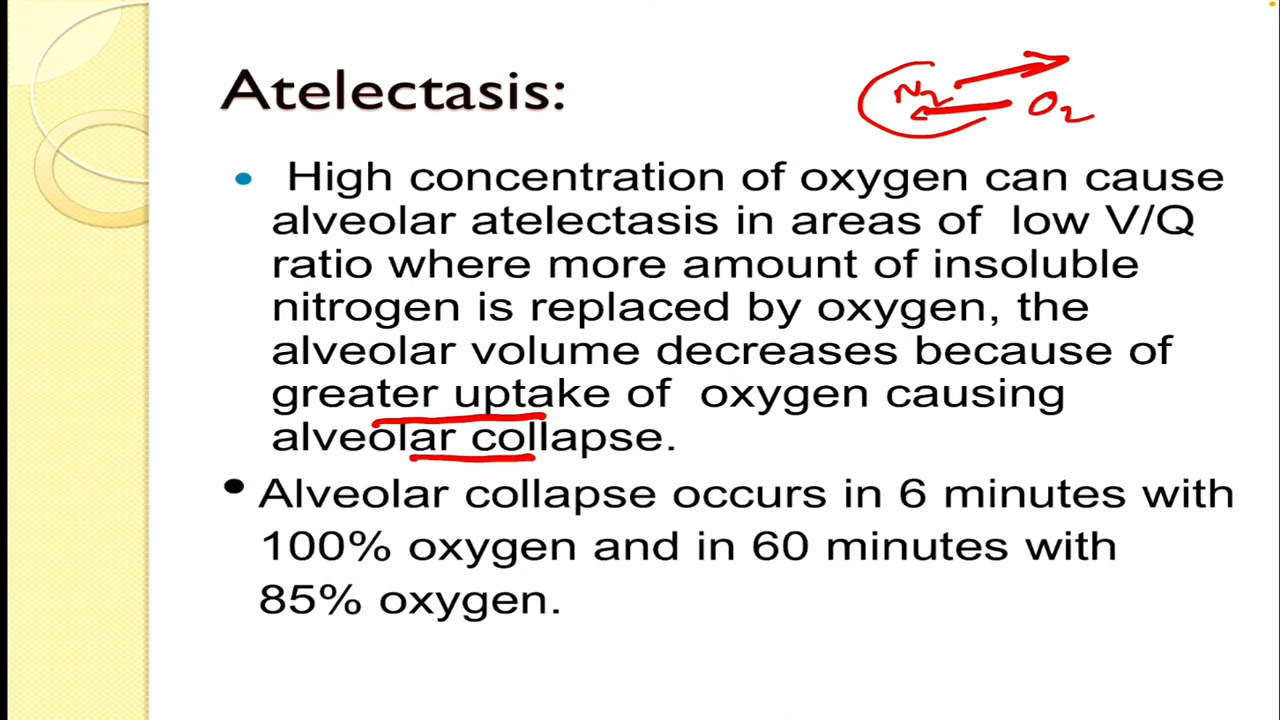 Atelectasis:
N2
O2
High concentration of oxygen can cause
alveolar atelectasis in areas of low V/Q
ratio where more amount of insoluble
nitrogen is replaced by oxygen, the
alveolar volume decreases because of
greater uptake of oxygen causing
alveolar collapse.
Alveolar collapse occurs in 6 minutes with
100% oxygen and in 60 minutes with
85% oxygen.